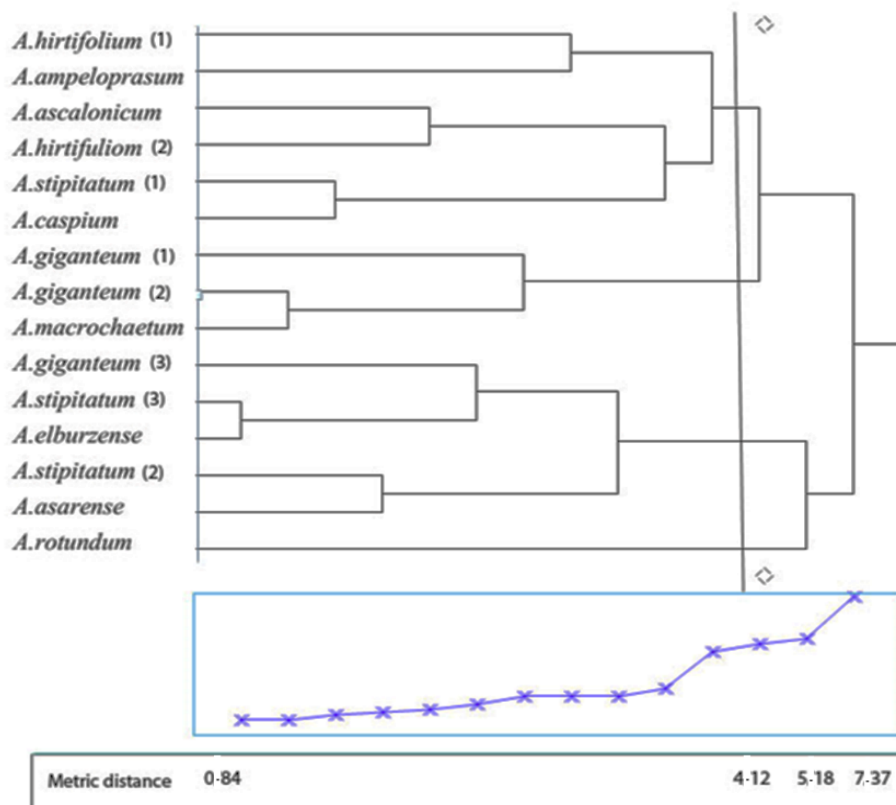 A.hirtifolium (1)
A.ampeloprasum
A.ascalonicum
A.hirtifuliom (2)
A.stipitatum (1)
A.caspium
A.giganteum (1)
A.giganteum (2)
A.macrochaetum
A.giganteum (3)
A.stipitatum (3)
A.elburzense
A.stipitatum (2)
A.asarense
A.rotundum
Metric distance 0-84 4-12 5-18 7-37